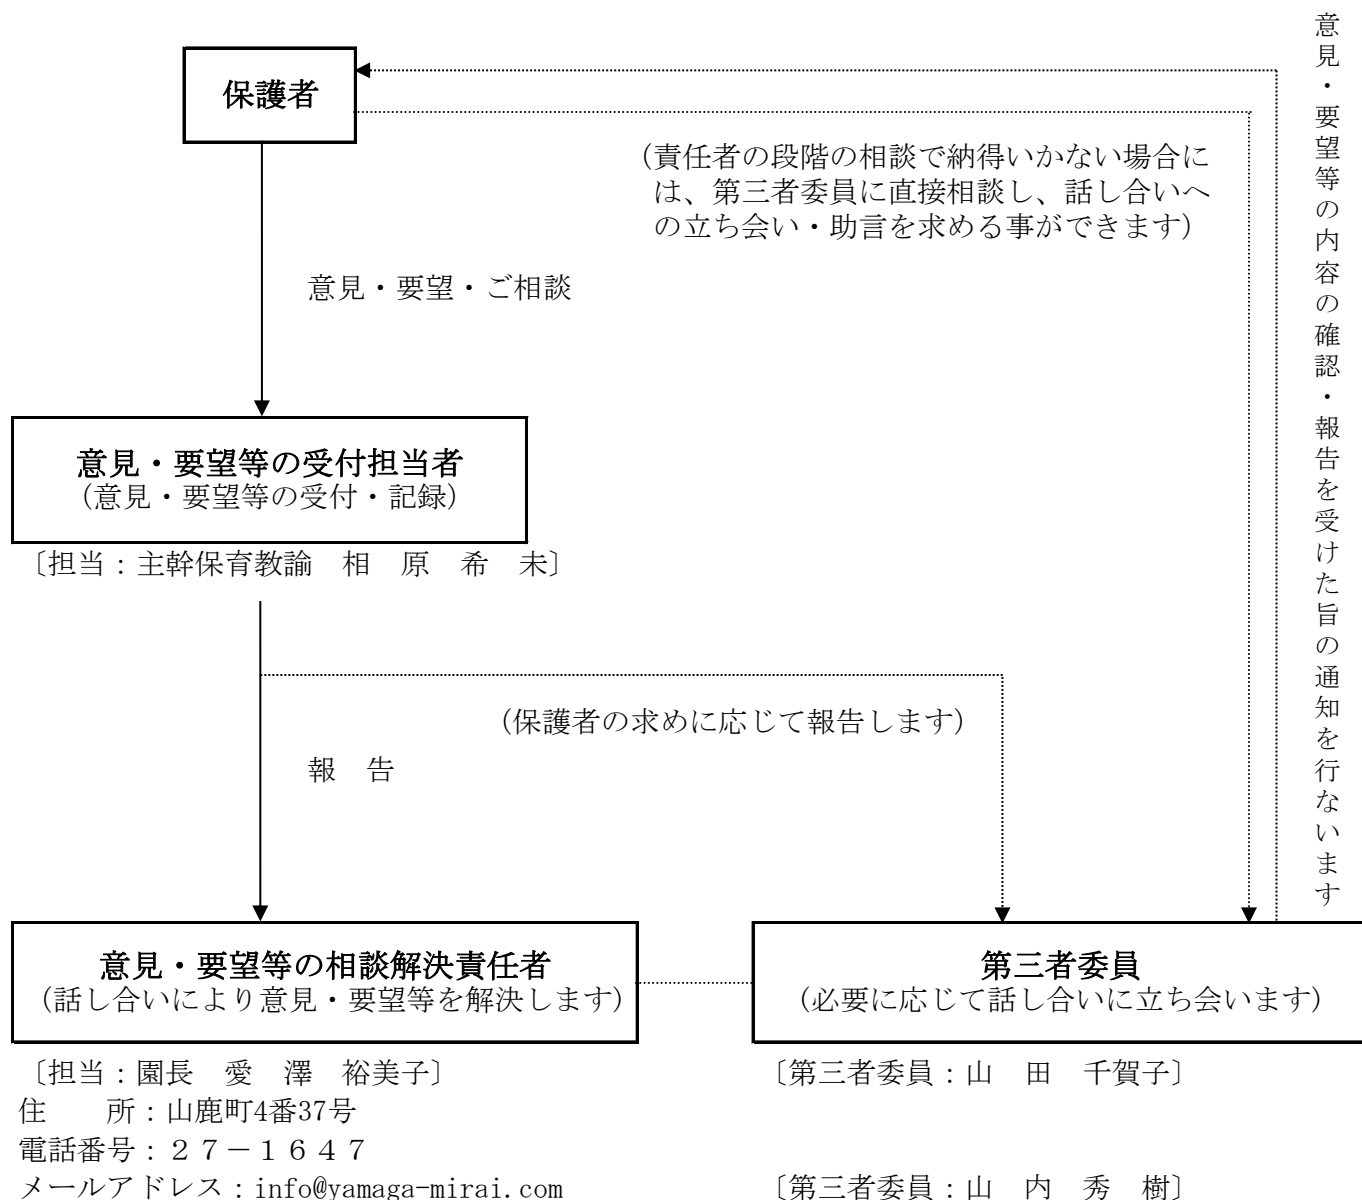 保護者
（責任者の段階の相談で納得いかない場合に
は、第三者委員に直接相談し、話し合いへ
の立ち会い・助言を求める事ができます）
意見・要望・ご相談
意見・要望等の内容の確認・報告を受けた旨の通知を行ないます
意見・要望等の受付担当者
（意見・要望等の受付・記録）
〔担当：主幹保育教諭　相　原　希　未〕
（保護者の求めに応じて報告します）
報　告
意見・要望等の相談解決責任者
（話し合いにより意見・要望等を解決します）
第三者委員
（必要に応じて話し合いに立ち会います）
〔担当：園長　愛　澤　裕美子〕
住　　所：山鹿町4番37号
電話番号：２７－１６４７
メールアドレス：info@yamaga-mirai.com
〔第三者委員：山　田　千賀子〕
〔第三者委員：山　内　秀　樹〕